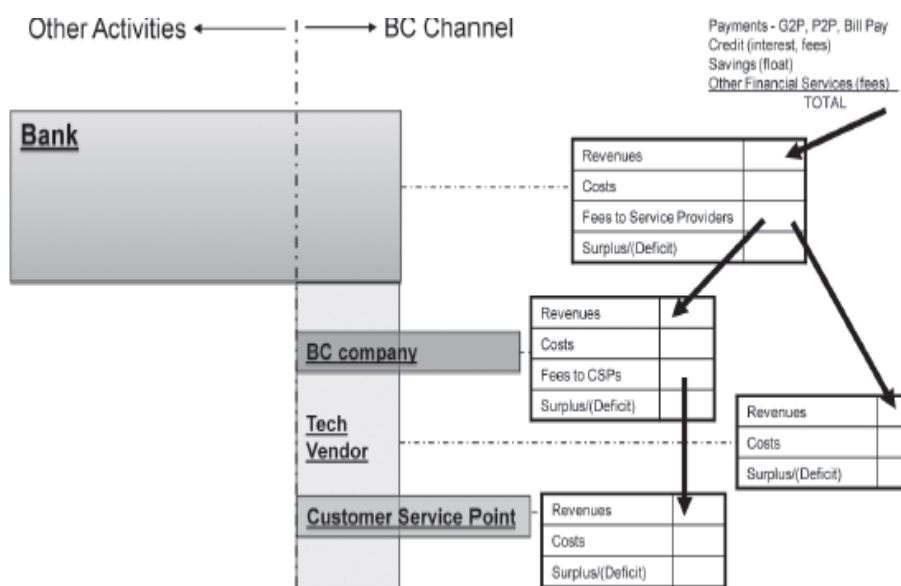 Other Activities
BC Channel
Payments - G2P, P2P, Bill Pay
Credit (interest, fees)
Savings (float)
Other Financial Services (fees)
TOTAL
Bank
Revenues
Costs
Fees to Service Providers
Surplus/(Deficit)
BC company
Revenues
Costs
Fees to CSPs
Surplus/(Deficit)
Tech
Vendor
Revenues
Costs
Surplus/(Deficit)
Customer Service Point
Revenues
Costs
Surplus/(Deficit)